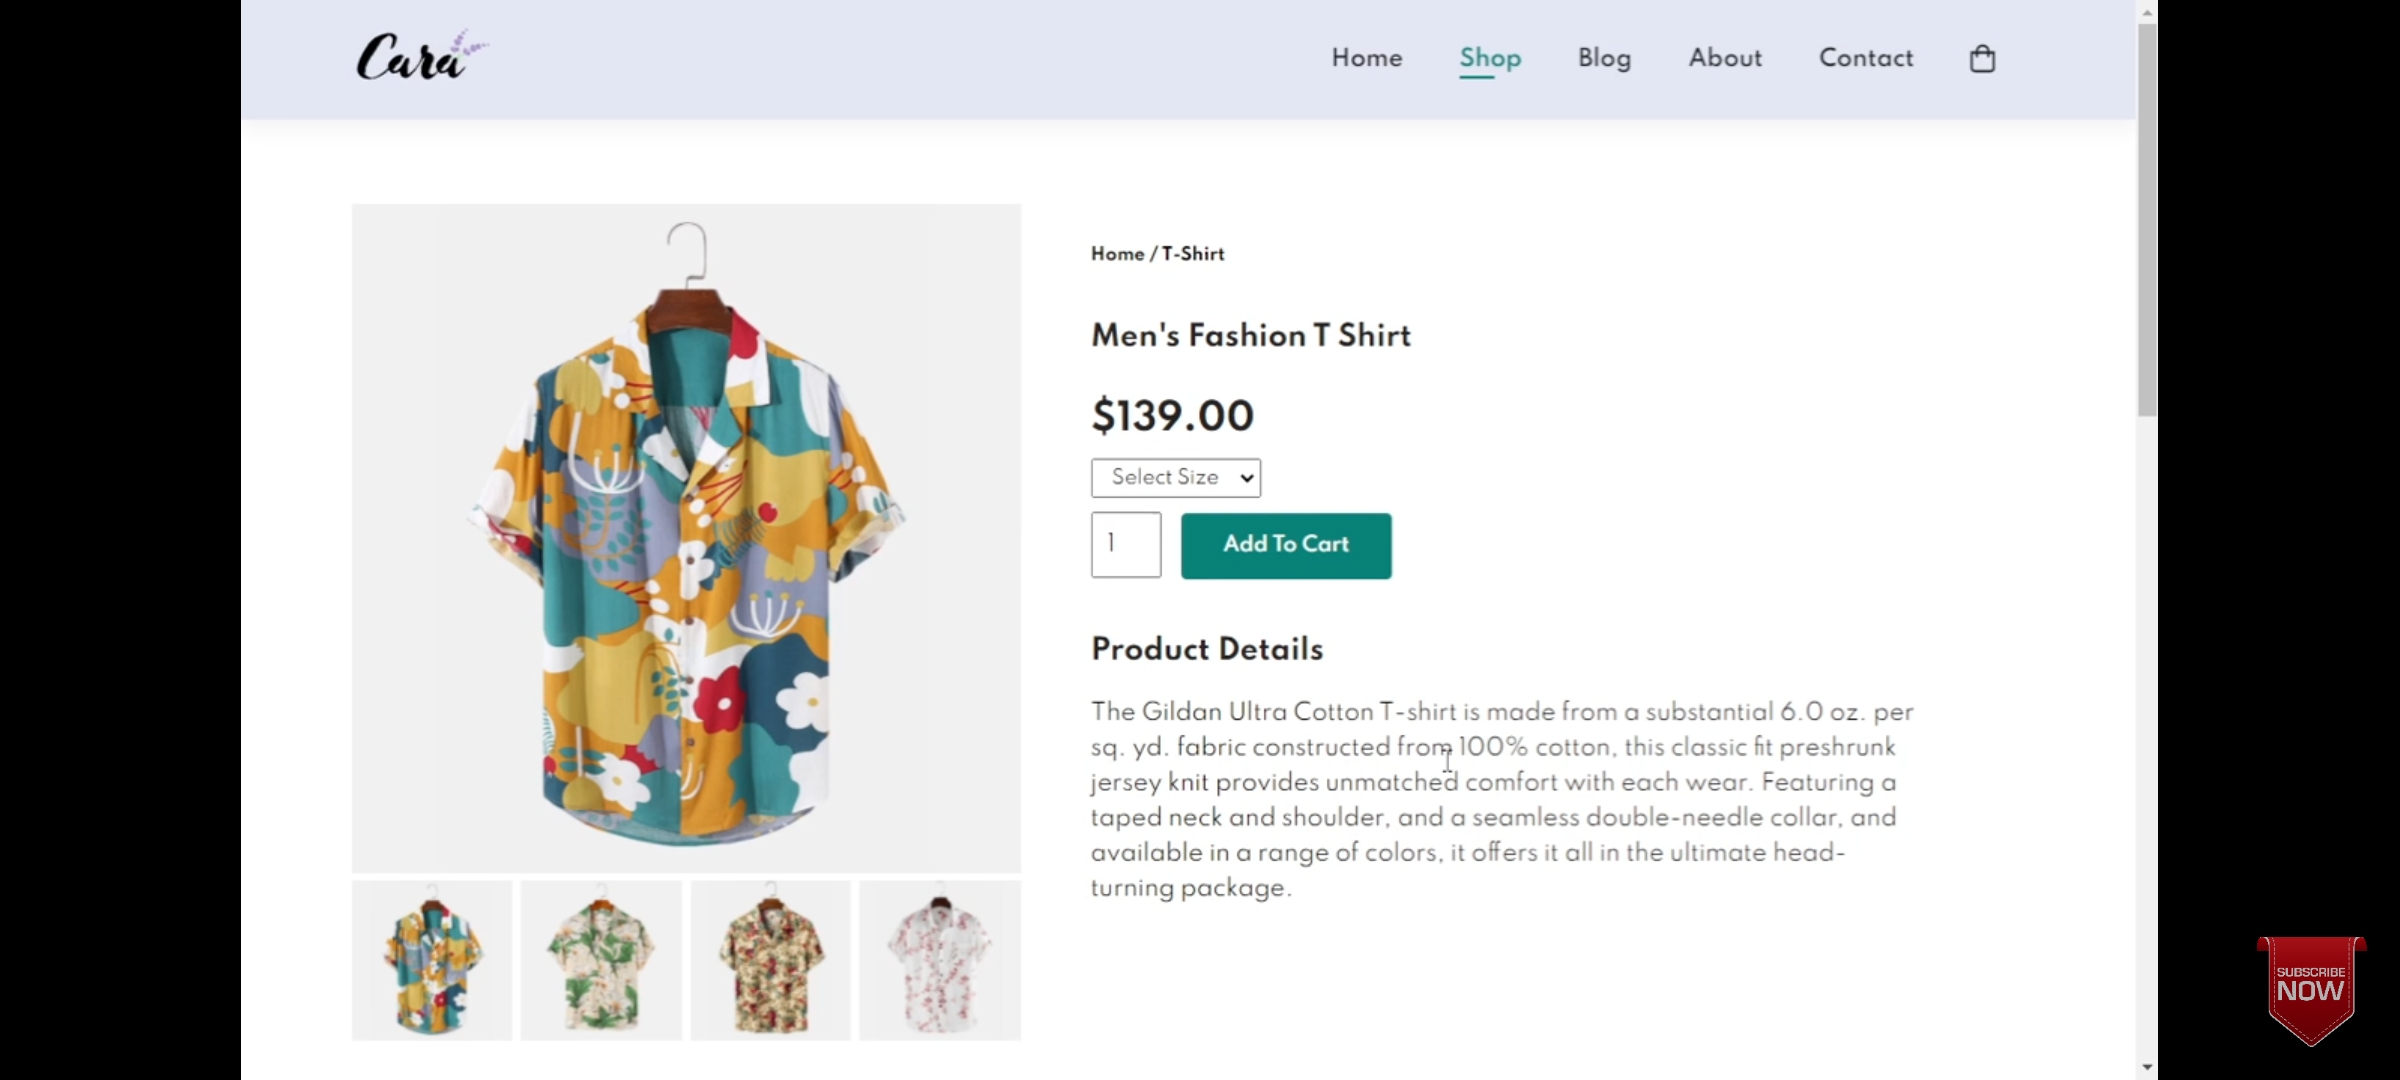 Cara
Home Shop Blog About Contact
Home / T-Shirt
Men's Fashion T Shirt
$139.00
Select Size
1
Add To Cart
Product Details
The Gildan Ultra Cotton T-shirt is made from a substantial 6.0 oz. per
sq. yd. fabric constructed from 100% cotton, this classic fit preshrunk
jersey knit provides unmatched comfort with each wear. Featuring a
taped neck and shoulder, and a seamless double-needle collar, and
available in a range of colors, it offers it all in the ultimate head-
turning package.
SUBSCRIBE
NOW